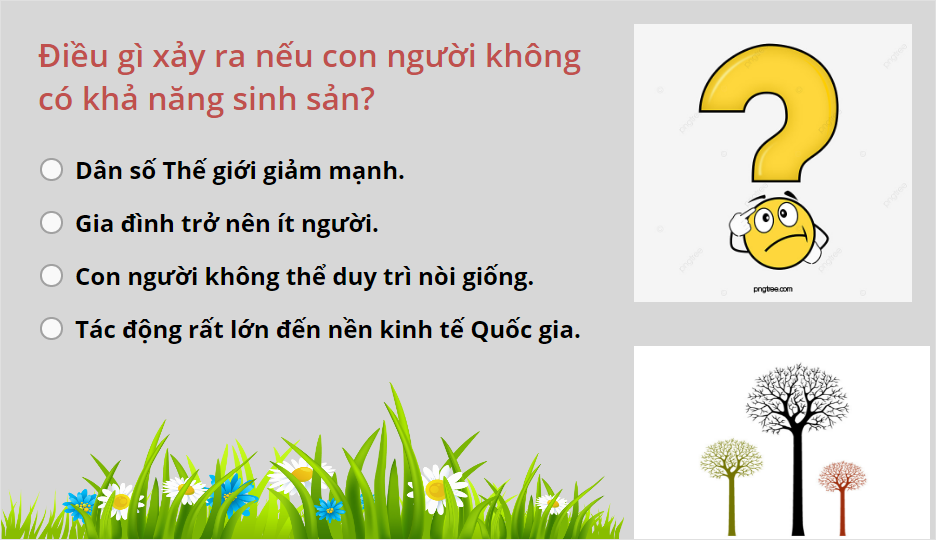 Điều gì xảy ra nếu con người không
có khả năng sinh sản?
Dân số Thế giới giảm mạnh.
Gia đình trở nên ít người.
Con người không thể duy trì nòi giống.
Tác động rất lớn đến nền kinh tế Quốc gia.
pngtree.com